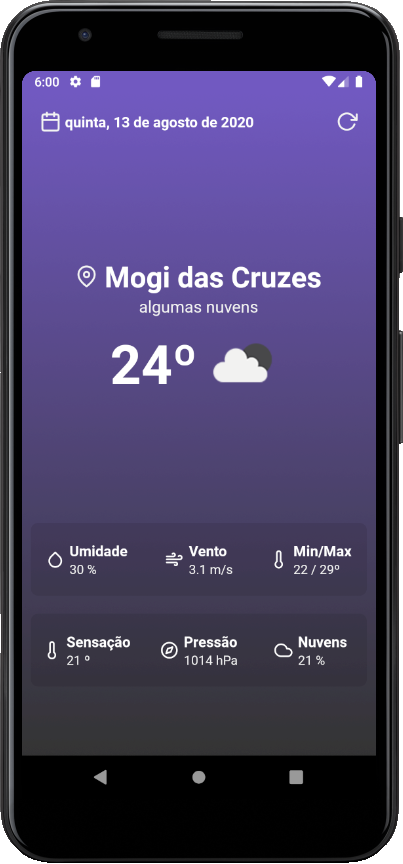 6:00
quinta, 13 de agosto de 2020
Mogi das Cruzes
algumas nuvens
24º
Umidade Vento Min/Max
30 % 3.1 m/s 22 / 29º
Sensação Pressão Nuvens
21 º 1014 hPa 21 %